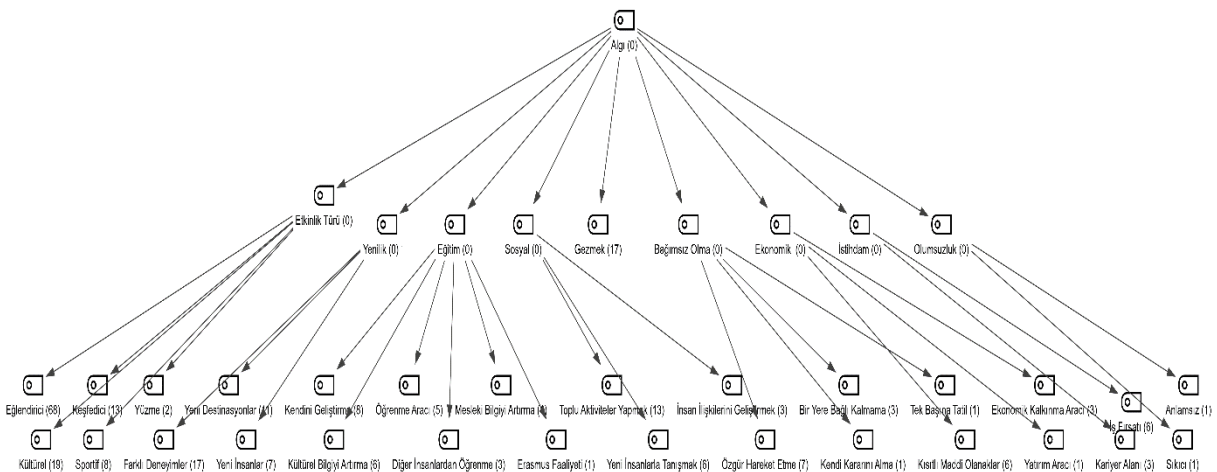 Algı (0)
Etkinlik Türü (0)
Yenilik (0)
Eğitim (0)
Sosyal (0)
Gezmek (17)
Bağımsız Olma (0)
Ekonomik (0)
İstihdam (0)
Olumsuzluk (0)
Eğlendirici (68)
Keşfedici (13)
Yüzme (2)
Yeni Destinasyonlar
Kendini Geliştirme (8)
Öğrenme Aracı (5)
Mesleki Bilgiyi Artırma
Toplu Aktiviteler Yapmak (13)
İnsan İlişkilerini Geliştirmek (3)
Bir Yere Bağlı Kalmama (3)
Tek Başına Tatil (1)
Ekonomik Kalkınma Aracı (3)
İş Fırsatı (6)
Anlamsız (1)
Kültürel (19)
Sportif (8)
Farklı Deneyimler (17)
Yeni İnsanlar (7)
Kültürel Bilgiyi Artırma (6)
Diğer İnsanlardan Öğrenme (3)
Erasmus Faaliyeti (1)
Yeni İnsanlarla Tanışmak (6)
Özgür Hareket Etme (7)
Kendi Kararını Alma (1)
Kısıtlı Maddi Olanaklar (6)
Yatırım Aracı (1)
Kariyer Alanı (3)
Sıkıcı (1)